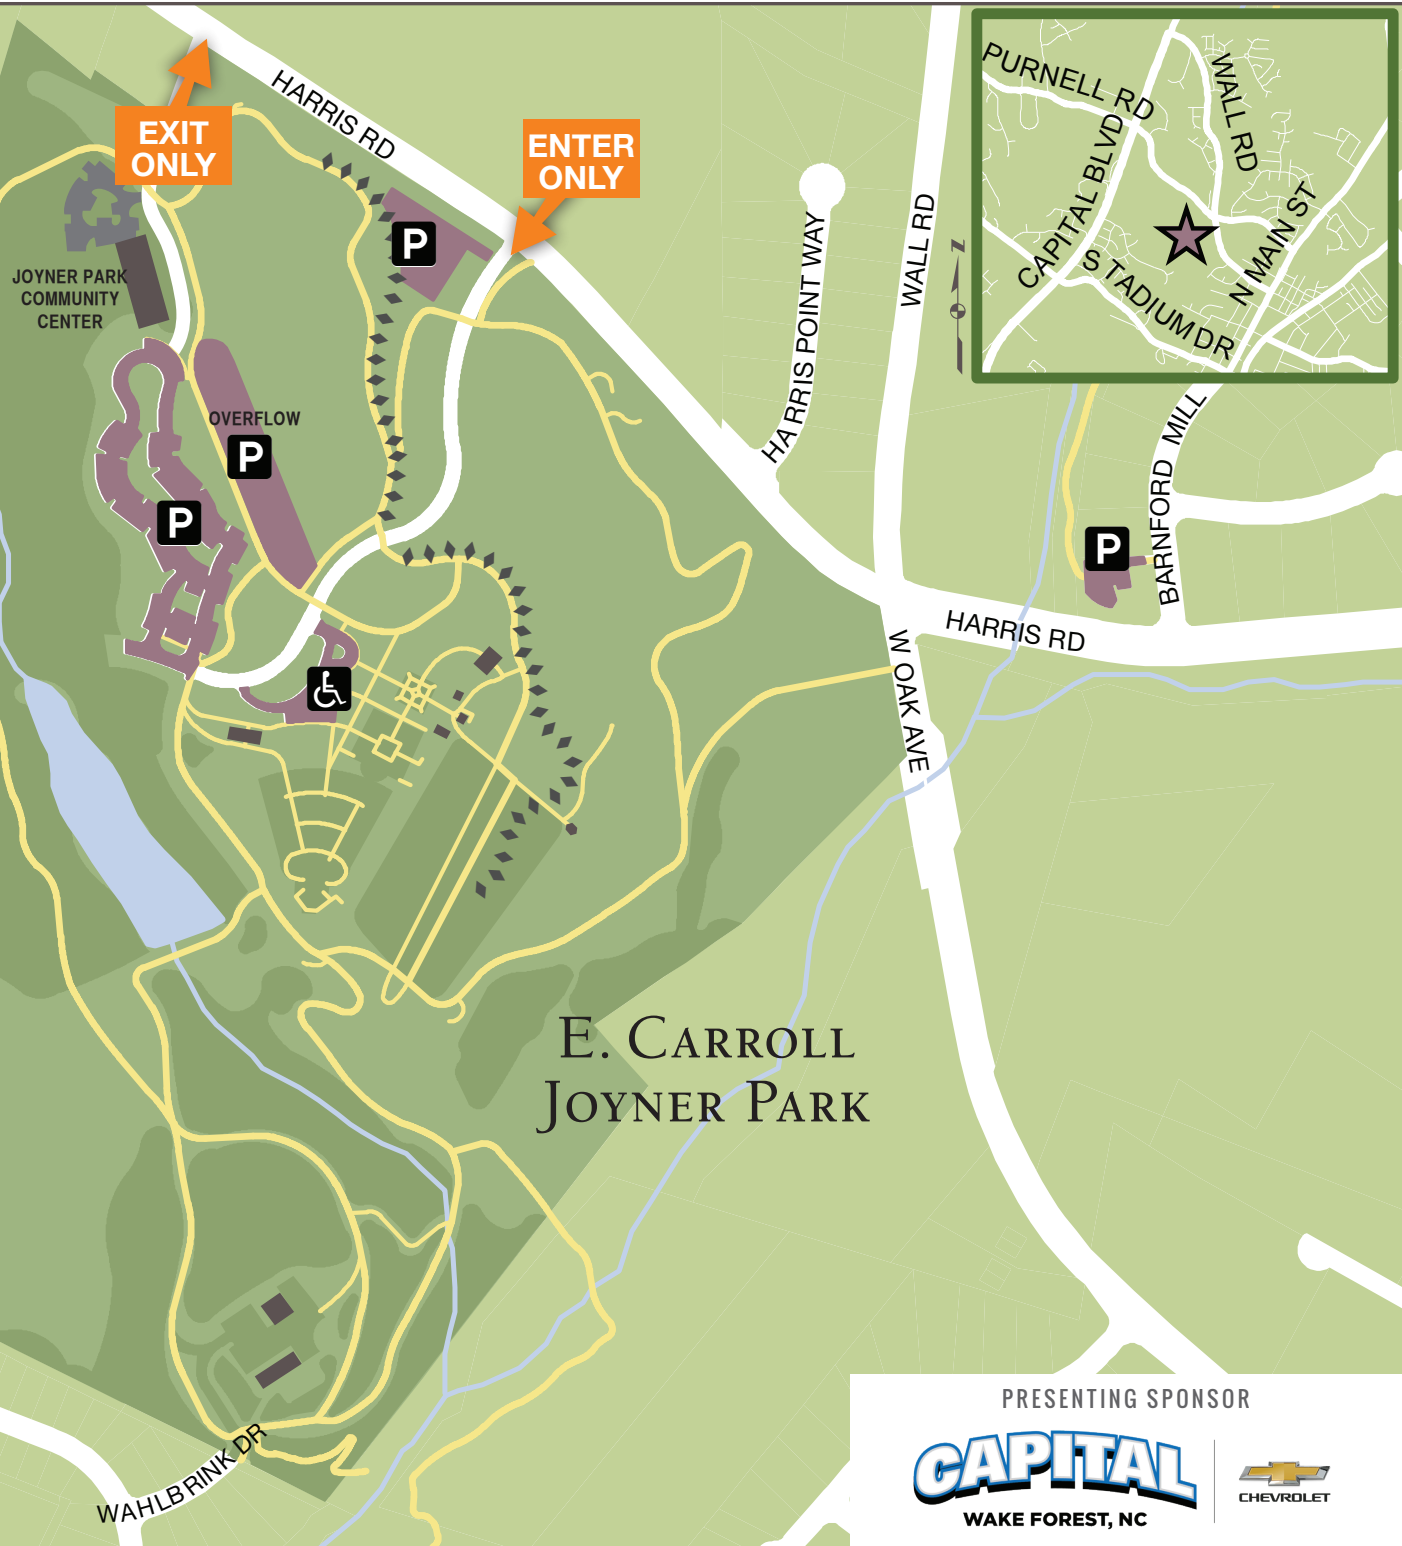 EXIT
ONLY
HARRIS RD
ENTER
ONLY
P
JOYNER PARK
COMMUNITY
CENTER
OVERFLOW
P
P
HARRIS POINT WAY
WALL RD
N
PURNELL RD
WALL RD
CAPITAL BLVD
N MAIN ST
STADIUM DR
BARNFORD MILL
P
HARRIS RD
W OAK AVE
E. CARROLL
JOYNER PARK
WAHLBRINK DR
PRESENTING SPONSOR
CAPITAL
WAKE FOREST, NC
CHEVROLET